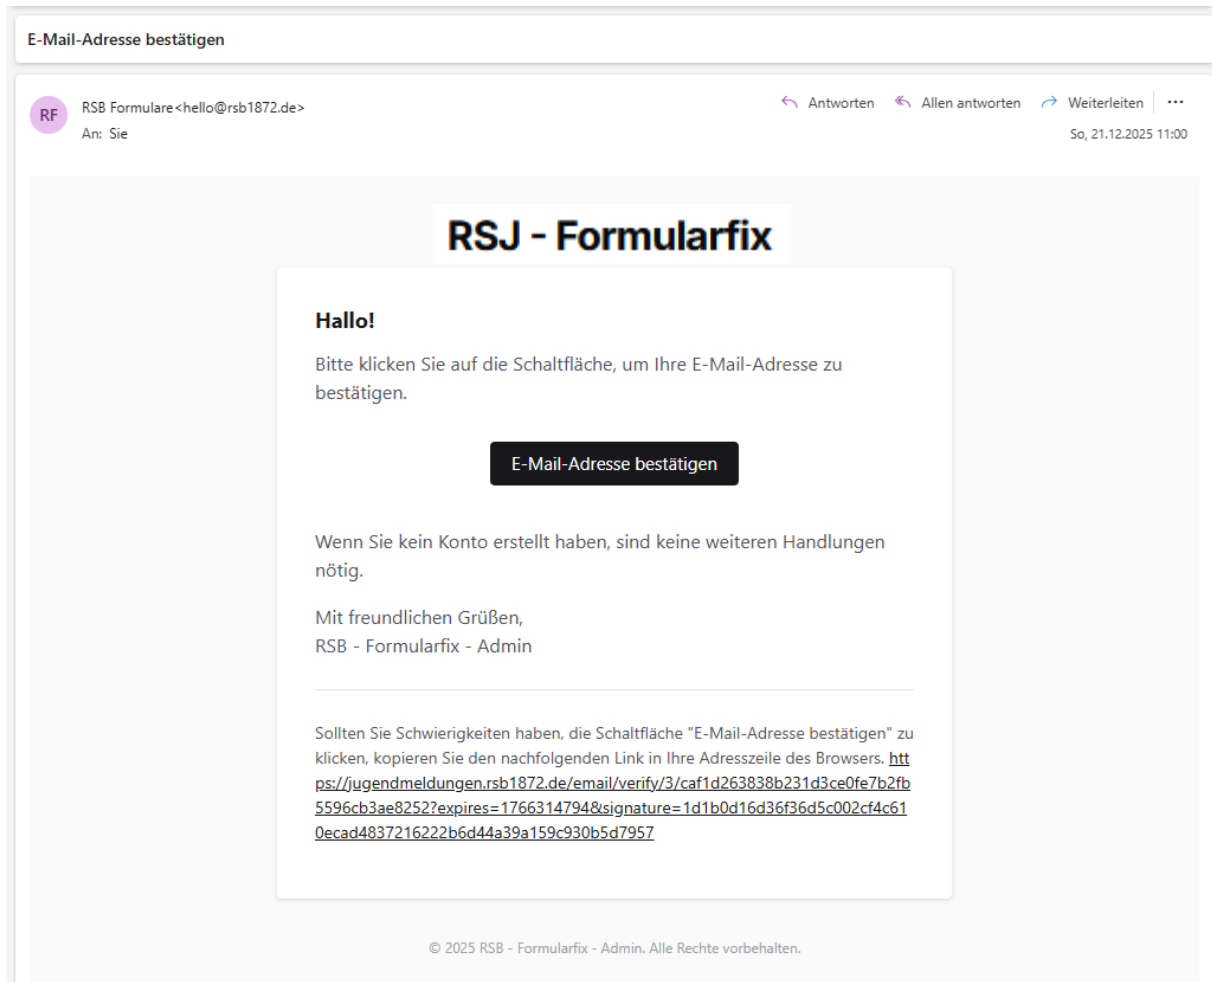 E-Mail-Adresse bestätigen
RF
RSB Formulare<hello@rsb1872.de>
An: Sie
Antworten
Allen antworten
Weiterleiten
So, 21.12.2025 11:00
RSJ - Formularfix
Hallo!
Bitte klicken Sie auf die Schaltfläche, um Ihre E-Mail-Adresse zu
bestätigen.
E-Mail-Adresse bestätigen
Wenn Sie kein Konto erstellt haben, sind keine weiteren Handlungen
nötig.
Mit freundlichen Grüßen,
RSB - Formularfix - Admin
Sollten Sie Schwierigkeiten haben, die Schaltfläche "E-Mail-Adresse bestätigen" zu
klicken, kopieren Sie den nachfolgenden Link in Ihre Adresszeile des Browsers. htt
ps://jugendmeldungen.rsb1872.de/email/verify/3/caf1d263838b231d3ce0fe7b2fb
5596cb3ae8252?expires=1766314794&signature=1d1b0d16d36f36d5c002cf4c61
0ecad4837216222b6d44a39a159c930b5d7957
© 2025 RSB - Formularfix - Admin. Alle Rechte vorbehalten.